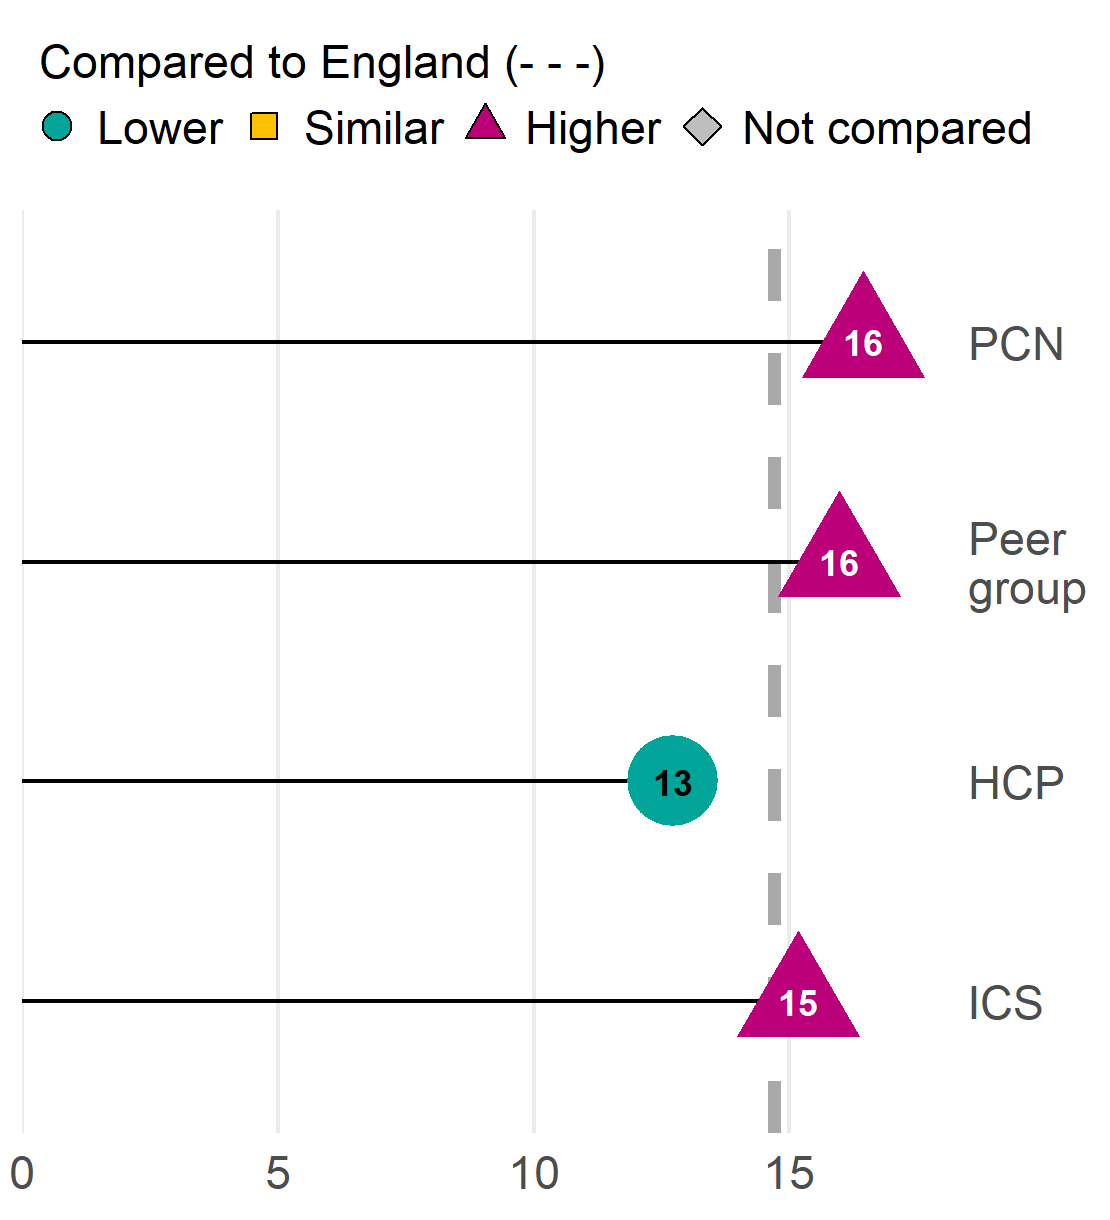 Compared to England (- - -)
Lower Similar Higher Not compared
16 PCN
16 Peer
group
13 HCP
15 ICS
0 5 10 15